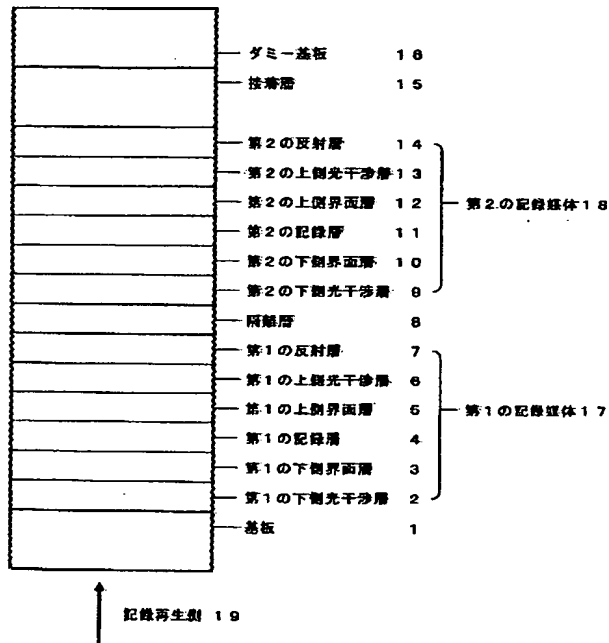 ダミー基板 16
接着層 15
第2の反射層 14
第2の上側光干渉層 13
第2の上側界面層 12
第2の記録媒体18
第2の記録層 11
第2の下側界面層 10
第2の下側光干渉層 9
隔離層 8
第1の反射層 7
第1の上側光干渉層 6
第1の上側界面層 5
第1の記録媒体17
第1の記録層 4
第1の下側界面層 3
第1の下側光干渉層 2
基板 1
記録再生側 19